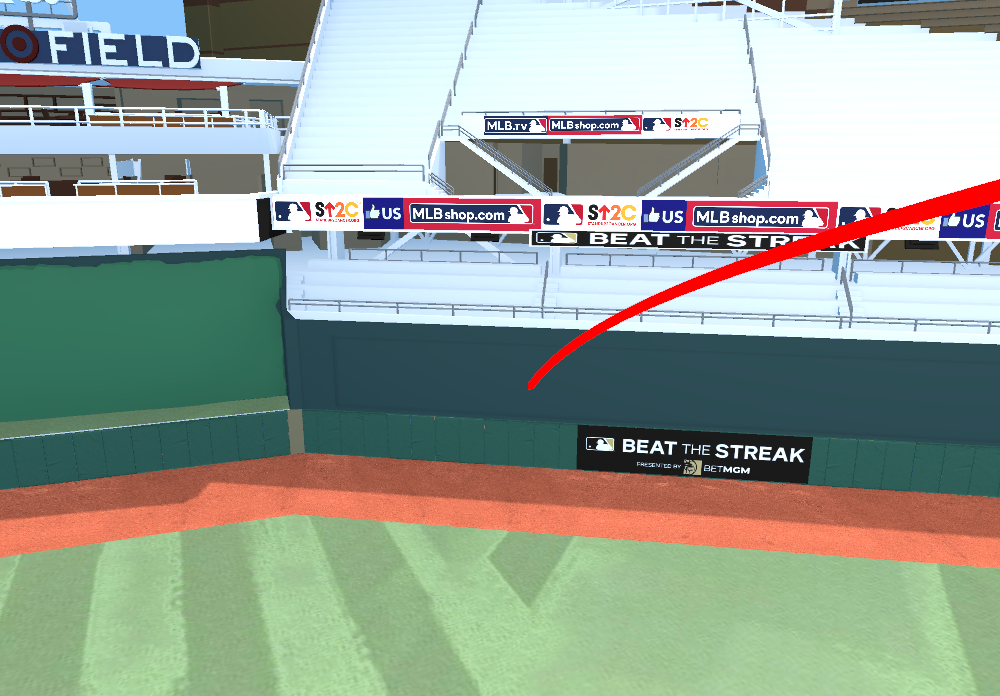 FIELD
MLB.TV MLBshop.com S↑2C
S↑2C US MLBshop.com S↑2C US MLBshop.com US
BEAT THE STREAK
BEAT THE STREAK
PRESENTED BY BETMGM